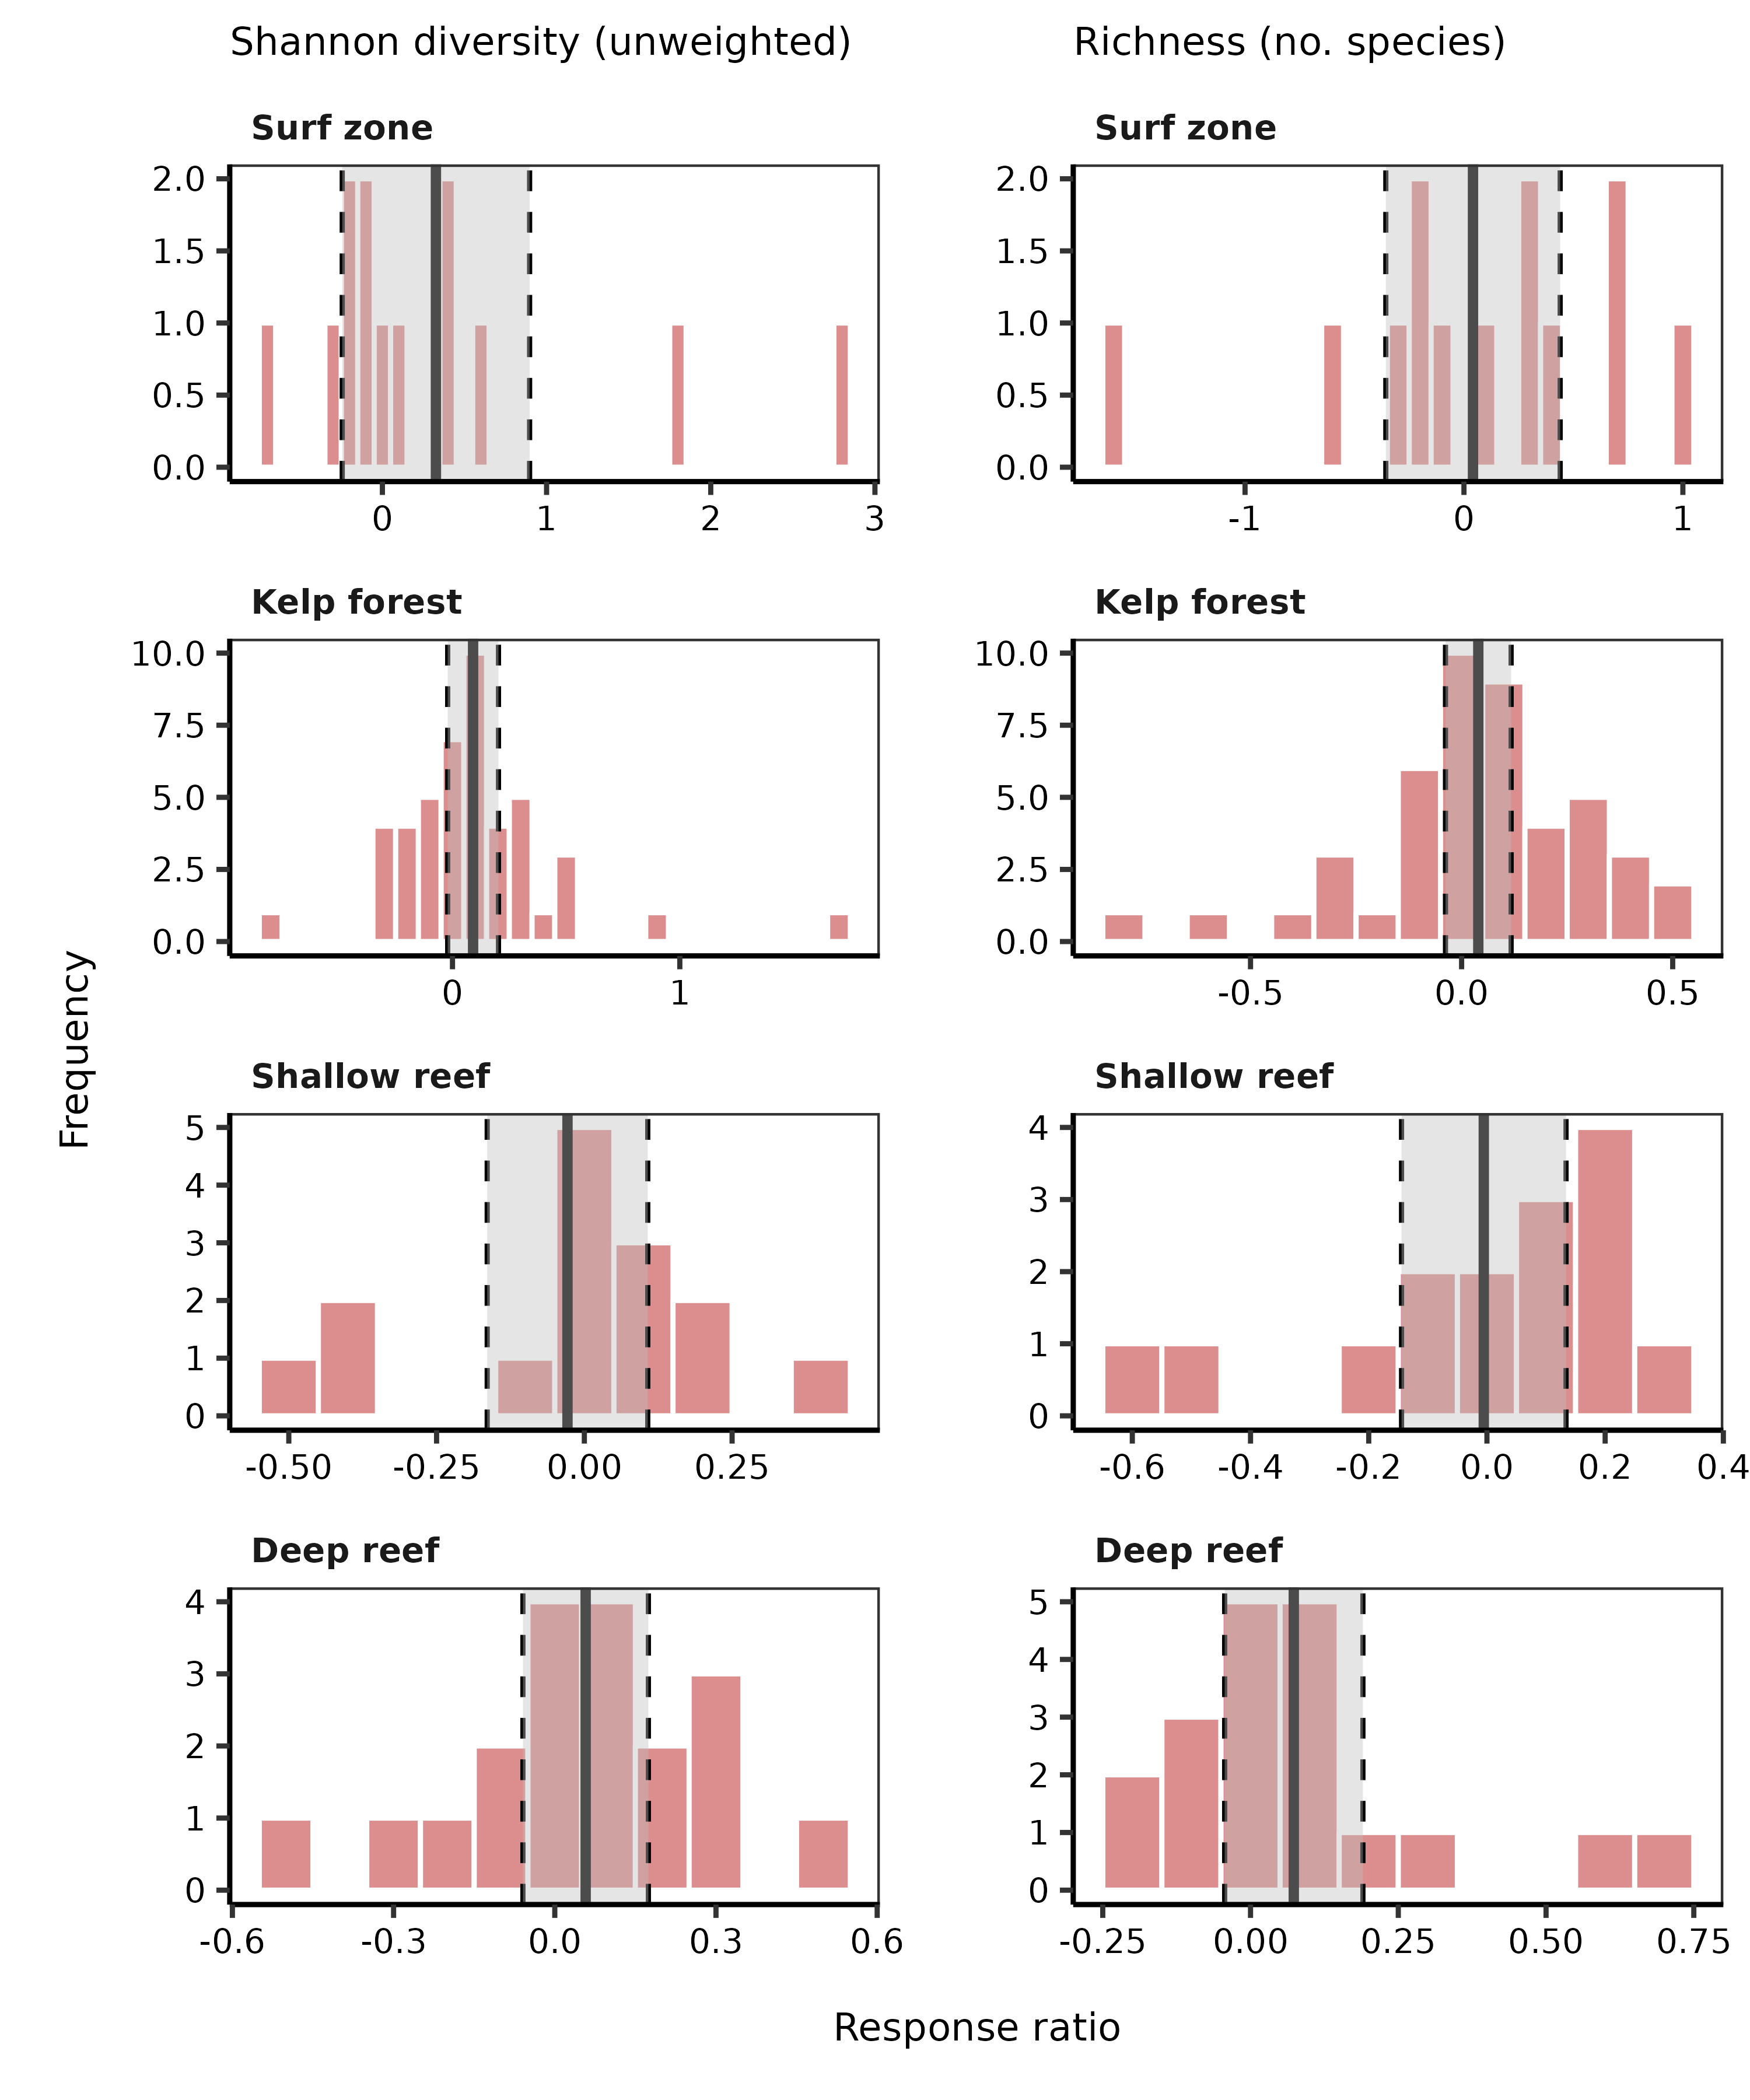 Shannon diversity (unweighted)
Richness (no. species)
Surf zone
2.0
1.5
1.0
0.5
0.0
0 1 2 3
Surf zone
2.0
1.5
1.0
0.5
0.0
-1 0 1
Kelp forest
10.0
7.5
5.0
2.5
0.0
0 1
Kelp forest
10.0
7.5
5.0
2.5
0.0
-0.5 0.0 0.5
Frequency
Shallow reef
5
4
3
2
1
0
-0.50 -0.25 0.00 0.25
Shallow reef
4
3
2
1
0
-0.6 -0.4 -0.2 0.0 0.2 0.4
Deep reef
4
3
2
1
0
-0.6 -0.3 0.0 0.3 0.6
Deep reef
5
4
3
2
1
0
-0.25 0.00 0.25 0.50 0.75
Response ratio